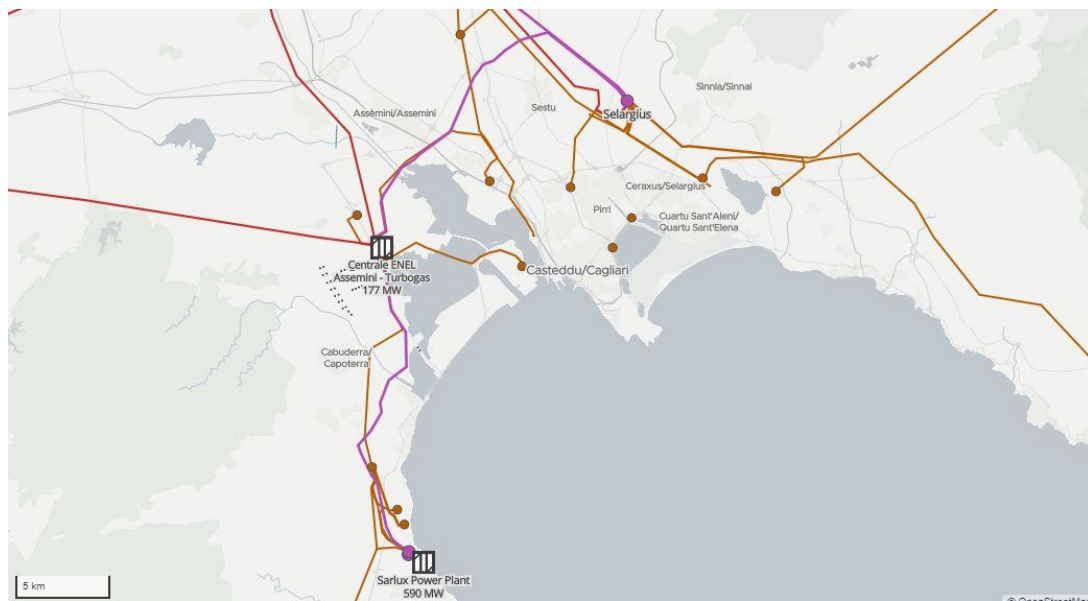 Sinnia/Sinnai
Assèmini/Assemini
Sestu
Selargius
Ceraxus/Selargius
Pirri
Cuartu Sant'Aleni/
Quartu Sant'Elena
Centrale ENEL
Assemini - Turbogas
177 MW
Casteddu/Cagliari
Cabuderra/
Capoterra
Sarlux Power Plant
590 MW
5 km